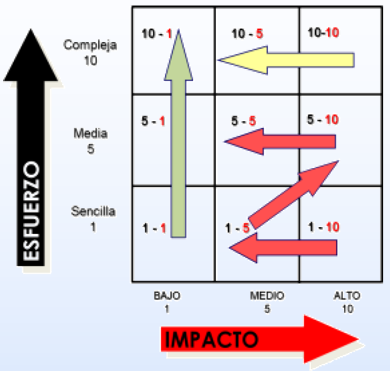 Compleja
10
10 - 1
10 - 5
10-10
Media
5
5 - 1
5 - 5
5 - 10
Sencilla
1
1 - 1
1 - 5
1 - 10
ESFUERZO
BAJO
1
MEDIO
5
ALTO
10
IMPACTO